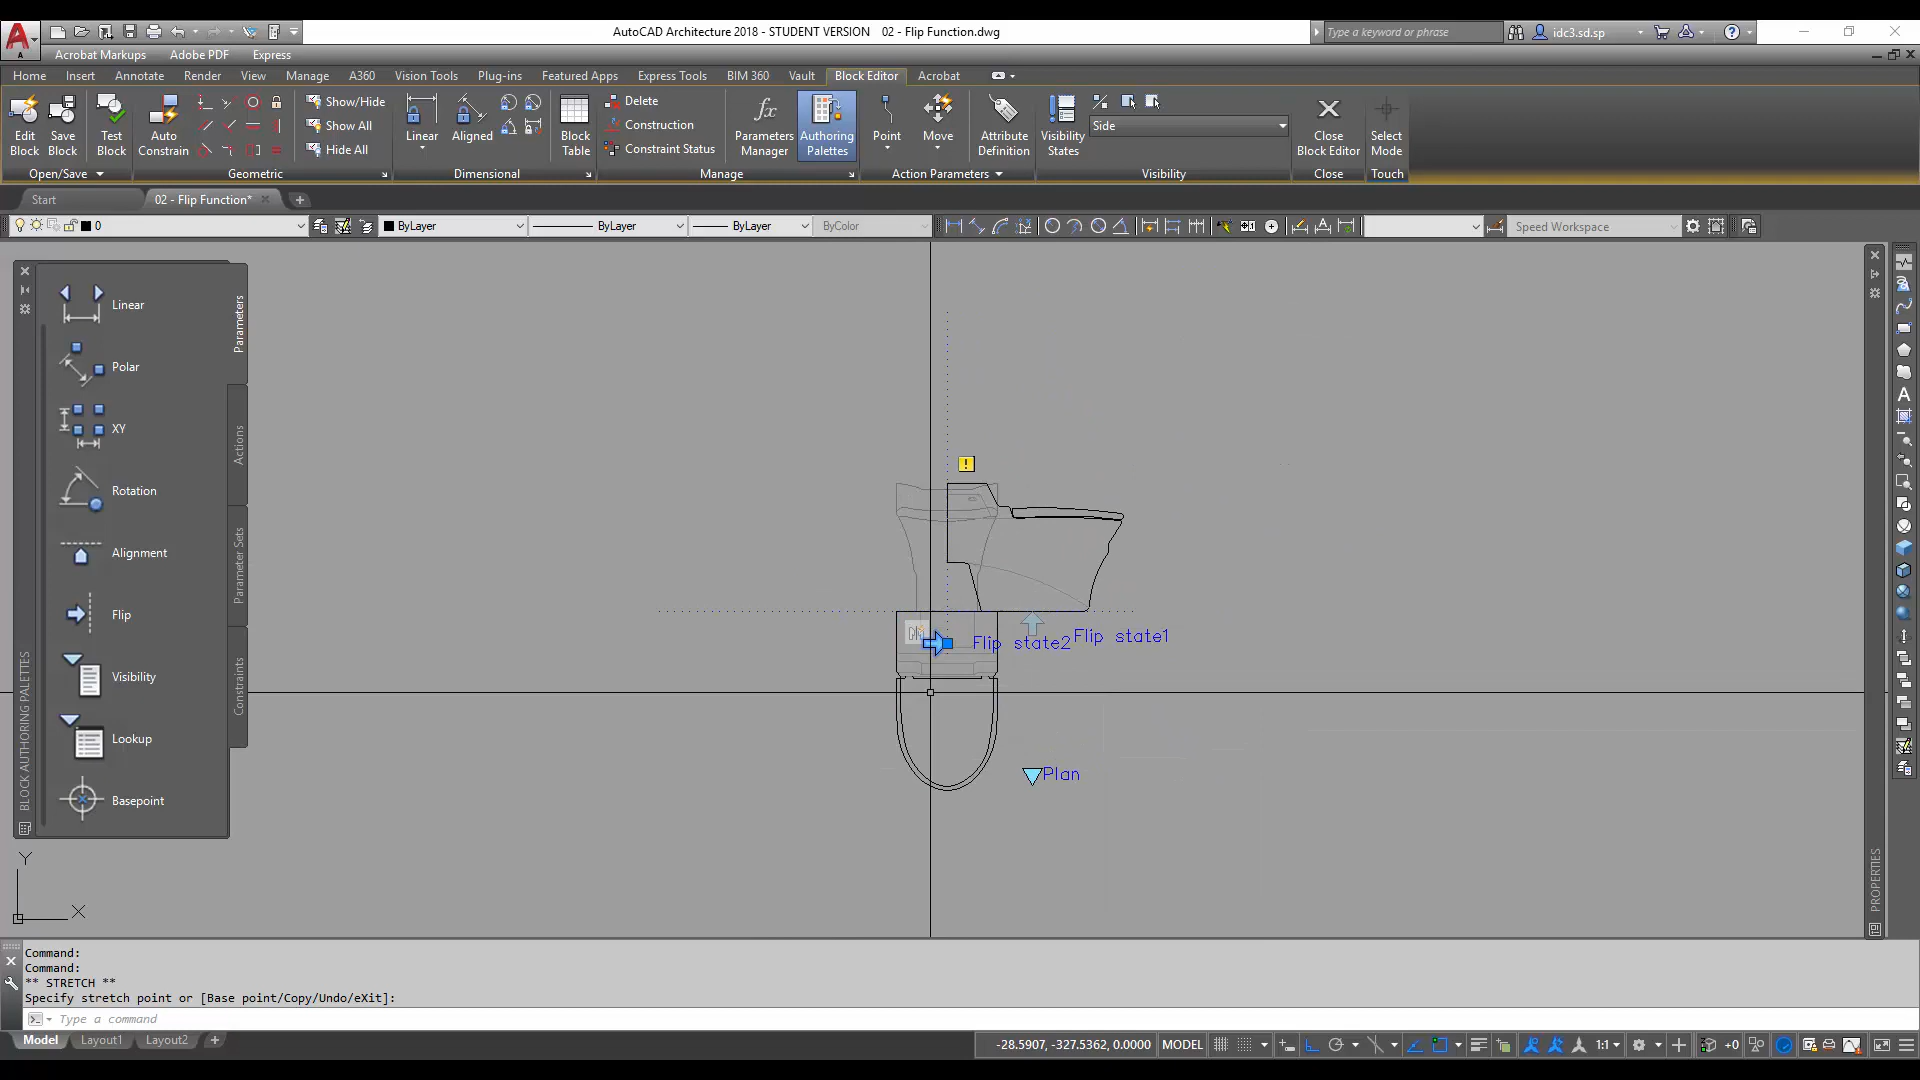 AutoCAD Architecture 2018 - STUDENT VERSION 02 - Flip Function.dwg
Type a keyword or phrase
idc3.sd.sp
Acrobat Markups Adobe PDF Express
Home Insert Annotate Render View Manage A360 Vision Tools Plug-ins Featured Apps Express Tools BIM 360 Vault Block Editor Acrobat
Edit Block
Save Block
Test Block
Auto Constrain
Show/Hide
Show All
Hide All
Linear
Aligned
Block Table
Delete
Construction
Constraint Status
Parameters Manager
Authoring Palettes
Point
Move
Attribute Definition
Visibility States
Side
Close Block Editor
Select Mode
Open/Save Geometric Dimensional Manage Action Parameters Visibility Close Touch
Start 02 - Flip Function*
0 ByLayer ByLayer ByLayer ByColor Speed Workspace
Linear
Polar
XY
Rotation
Alignment
Flip
Visibility
Lookup
Basepoint
Parameters
Actions
Parameter Sets
Constraints
BLOCK AUTHORING PALETTES
Flip state2
Flip state1
Plan
PROPERTIES
Y
X
Command:
Command:
** STRETCH **
Specify stretch point or [Base point/Copy/Undo/eXit]:
Type a command
Model Layout1 Layout2
-28.5907, -327.5362, 0.0000 MODEL 1:1 +0